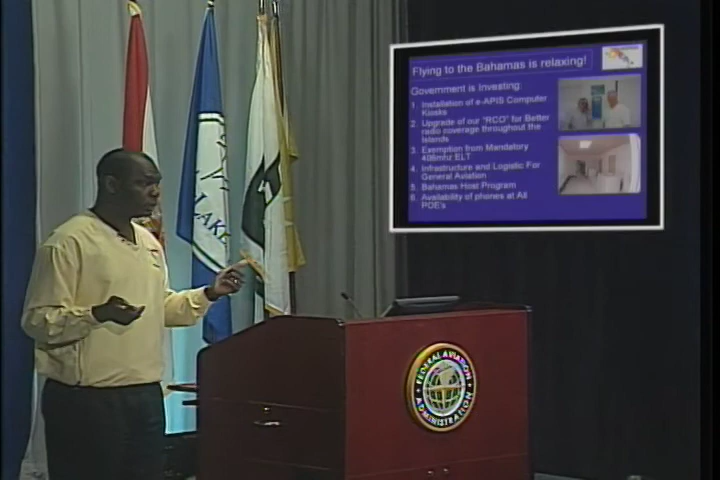 Flying to the Bahamas is relaxing!
Government is Investing:
1. Installation of e-APIS Computer
Kiosks
2. Upgrade of our "RCO" for Better
radio coverage throughout the
Islands
3. Exemption from Mandatory
406mhz ELT
4. Infrastructure and Logistic For
General Aviation
5. Bahamas Host Program
6. Availability of phones at All
POE's
LAKE
FEDERAL AVIATION
ADMINISTRATION